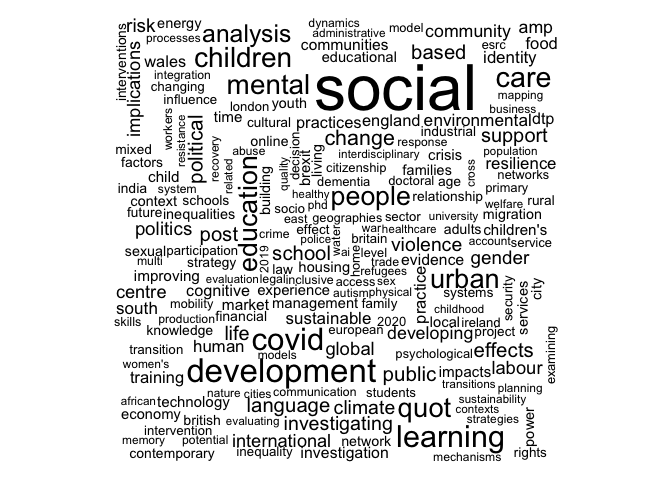 interventions
risk
energy
processes
analysis
dynamics
administrative
model
community
amp
communities
esrc
food
children
educational
based
identity
implications
wales
integration
changing
influence
mental
social
care
mapping
business
london
youth
time
cultural
practices
england
environmental
dtp
workers
resistance
political
recovery
online
change
response
industrial
support
mixed
factors
abuse
related
education
building
quality
decision
brexit
living
interdisciplinary
crisis
population
resilience
child
citizenship
families
cross
networks
india
system
healthy
dementia
doctoral
age
primary
context
schools
socio
phd
people
relationship
welfare
rural
future
inequalities
east
geographies
sector
university
migration
politics
post
crime
effect
police
water
war
healthcare
britain
adults
children's
account
service
sexual
participation
multi
strategy
2019
school
law
housing
wai
home
level
trade
refugees
violence
evidence
gender
improving
evaluation
legal
inclusive
access
sex
practice
urban
centre
cognitive
experience
autism
physical
systems
security
services
city
south
mobility
market
management
family
childhood
skills
production
financial
sustainable
european
2020
local
ireland
knowledge
life
covid
developing
project
transition
human
models
global
psychological
effects
examining
women's
training
development
public
impacts
labour
transitions
planning
african
technology
nature
cities
communication
students
sustainability
economy
british
language
climate
quot
contexts
strategies
power
evaluating
investigating
intervention
memory
potential
international
network
learning
rights
contemporary
inequality
investigation
mechanisms